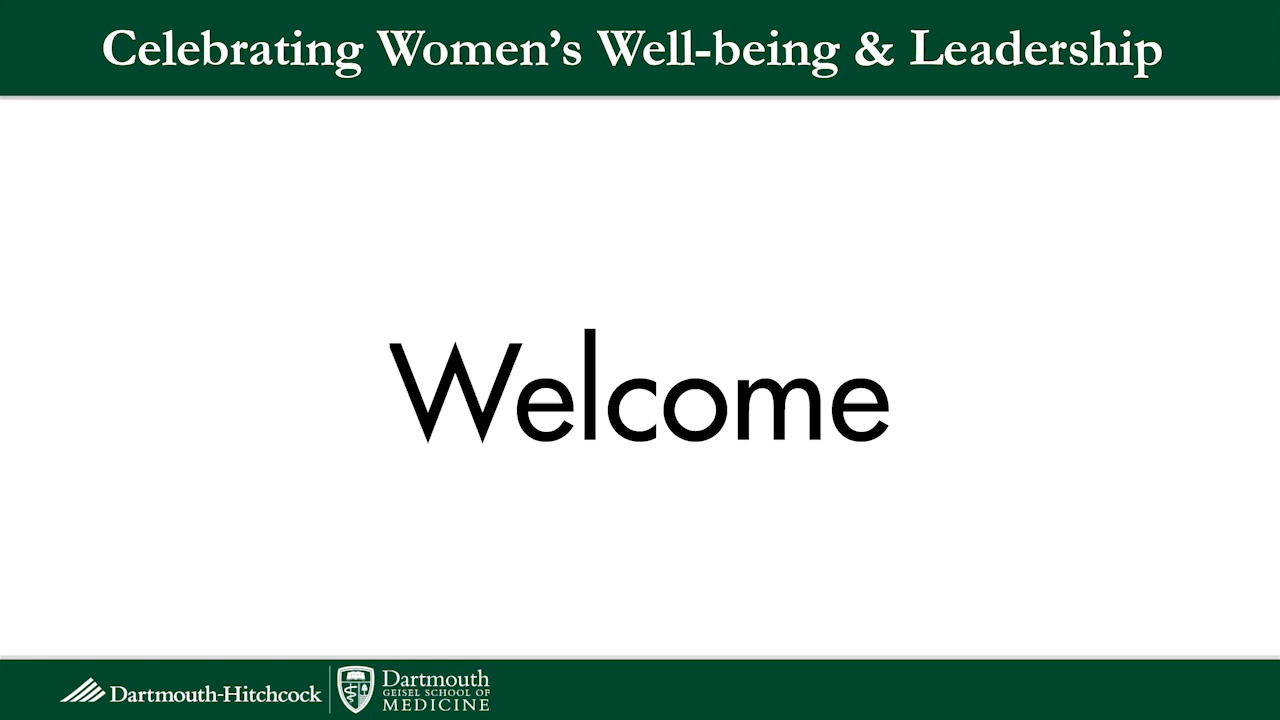 Celebrating Women’s Well-being & Leadership
Welcome
Dartmouth-Hitchcock
Dartmouth
GEISEL SCHOOL OF
MEDICINE